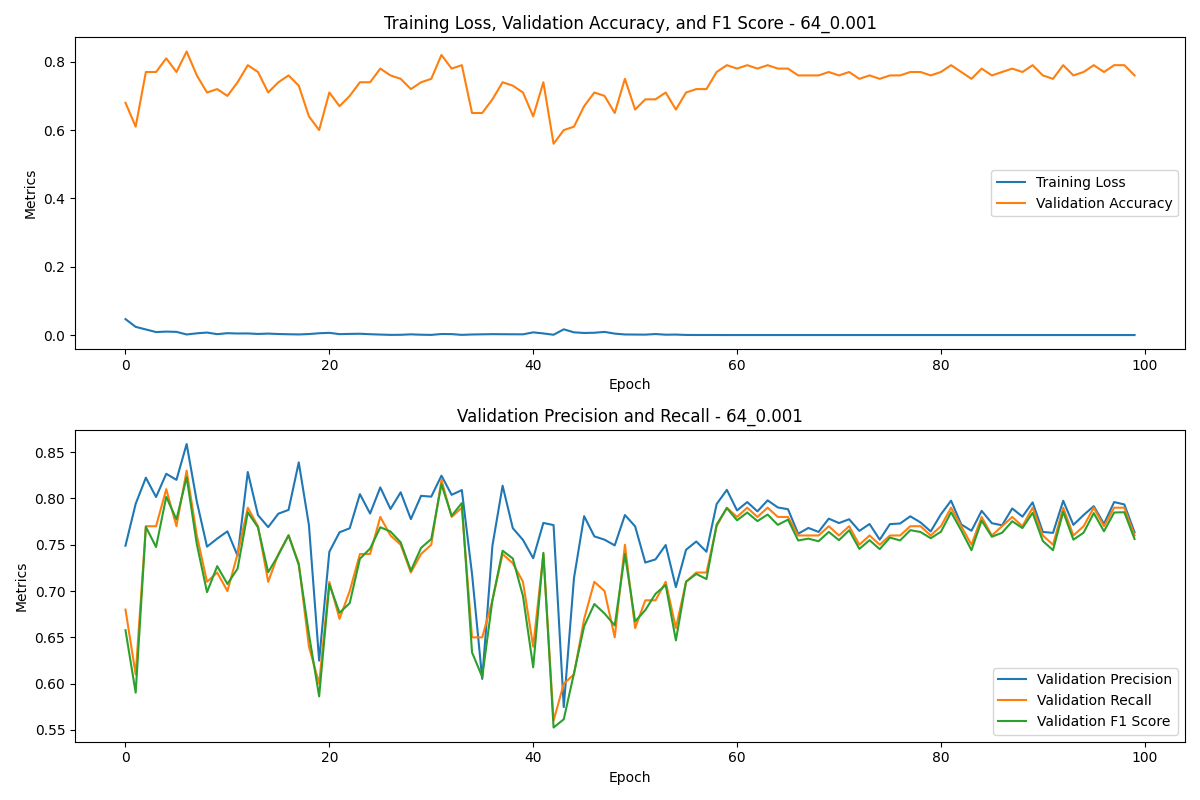 Training Loss, Validation Accuracy, and F1 Score - 64_0.001
0.8
0.6
0.4
0.2
0.0
Metrics
Training Loss
Validation Accuracy
0 20 40 60 80 100
Epoch
Validation Precision and Recall - 64_0.001
0.85
0.80
0.75
0.70
0.65
0.60
0.55
Metrics
Validation Precision
Validation Recall
Validation F1 Score
0 20 40 60 80 100
Epoch